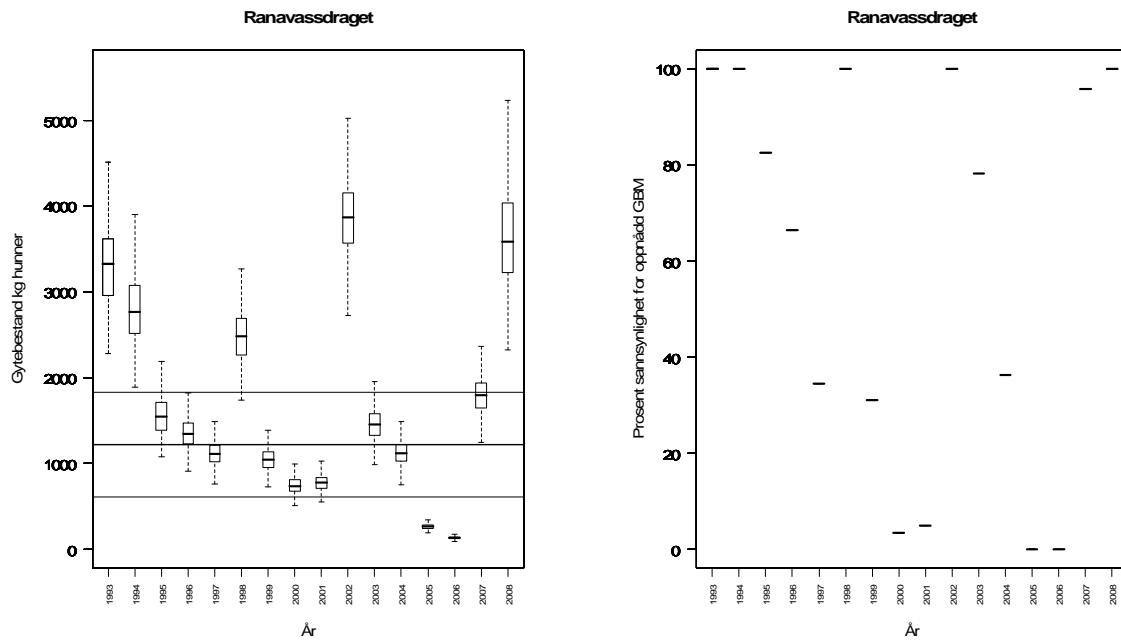 Ranavassdraget
Gytebestand kg hunner
5000
4000
3000
2000
1000
0
1993 1994 1995 1996 1997 1998 1999 2000 2001 2002 2003 2004 2005 2006 2007 2008
År
Ranavassdraget
Prosent sannsynlighet for oppnådd GBM
100
80
60
40
20
0
1993 1994 1995 1996 1997 1998 1999 2000 2001 2002 2003 2004 2005 2006 2007 2008
År